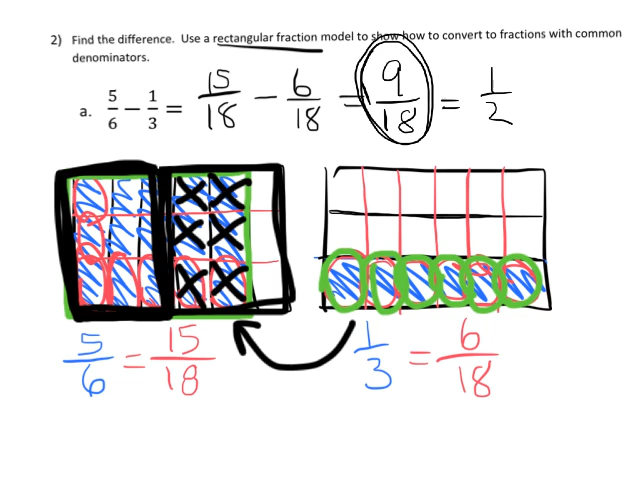 2) Find the difference. Use a rectangular fraction model to show how to convert to fractions with common
denominators.
a. 5/6 − 1/3 = 15/18 − 6/18 = 9/18 = 1/2
5/6 = 15/18
1/3 = 6/18